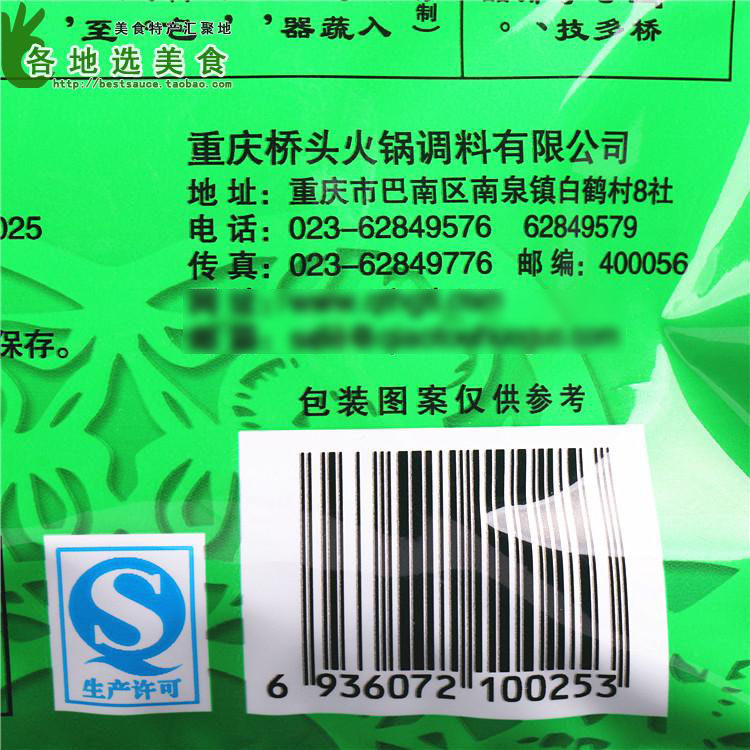 美食特产汇聚地
各地选美食
http://bestsauce.taobao.com
至，
器蔬入
制）
技多桥
重庆桥头火锅调料有限公司
地 址：重庆市巴南区南泉镇白鹤村8社
025 电 话：023-62849576 62849579
传 真：023-62849776 邮 编：400056
保存。
包装图案仅供参考
生产许可
6 936072 100253